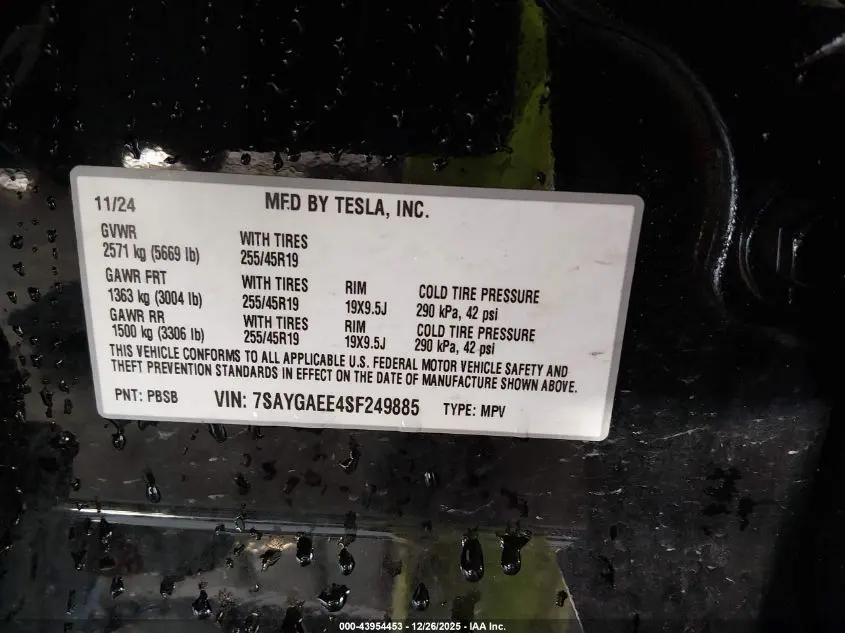 11/24 MFD BY TESLA, INC.
GVWR
2571 kg (5669 lb) WITH TIRES 255/45R19
GAWR FRT
1363 kg (3004 lb) WITH TIRES 255/45R19 RIM 19X9.5J COLD TIRE PRESSURE 290 kPa, 42 psi
GAWR RR
1500 kg (3306 lb) WITH TIRES 255/45R19 RIM 19X9.5J COLD TIRE PRESSURE 290 kPa, 42 psi
THIS VEHICLE CONFORMS TO ALL APPLICABLE U.S. FEDERAL MOTOR VEHICLE SAFETY AND
THEFT PREVENTION STANDARDS IN EFFECT ON THE DATE OF MANUFACTURE SHOWN ABOVE.
PNT: PBSB VIN: 7SAYGAEE4SF249885 TYPE: MPV
000-43954453 - 12/26/2025 - IAA Inc.